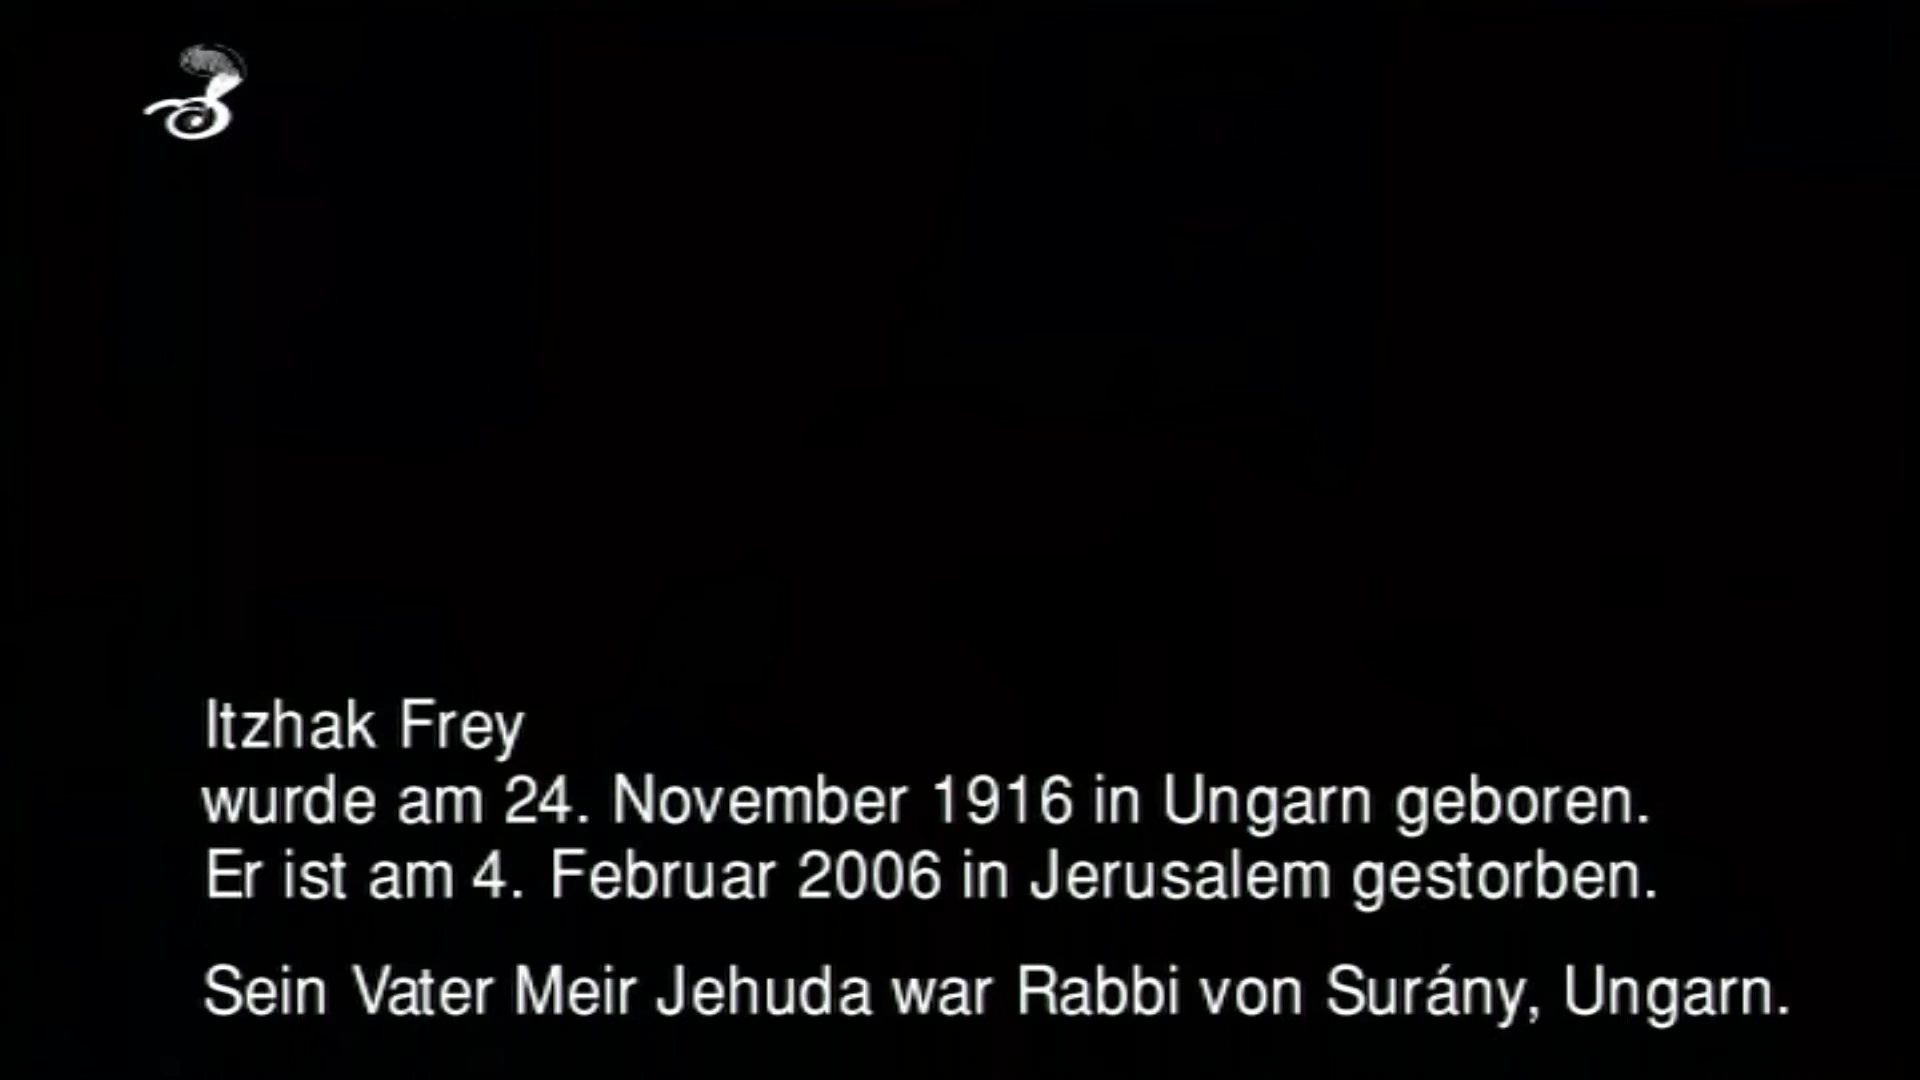 Itzhak Frey
wurde am 24. November 1916 in Ungarn geboren.
Er ist am 4. Februar 2006 in Jerusalem gestorben.
Sein Vater Meir Jehuda war Rabbi von Surány, Ungarn.